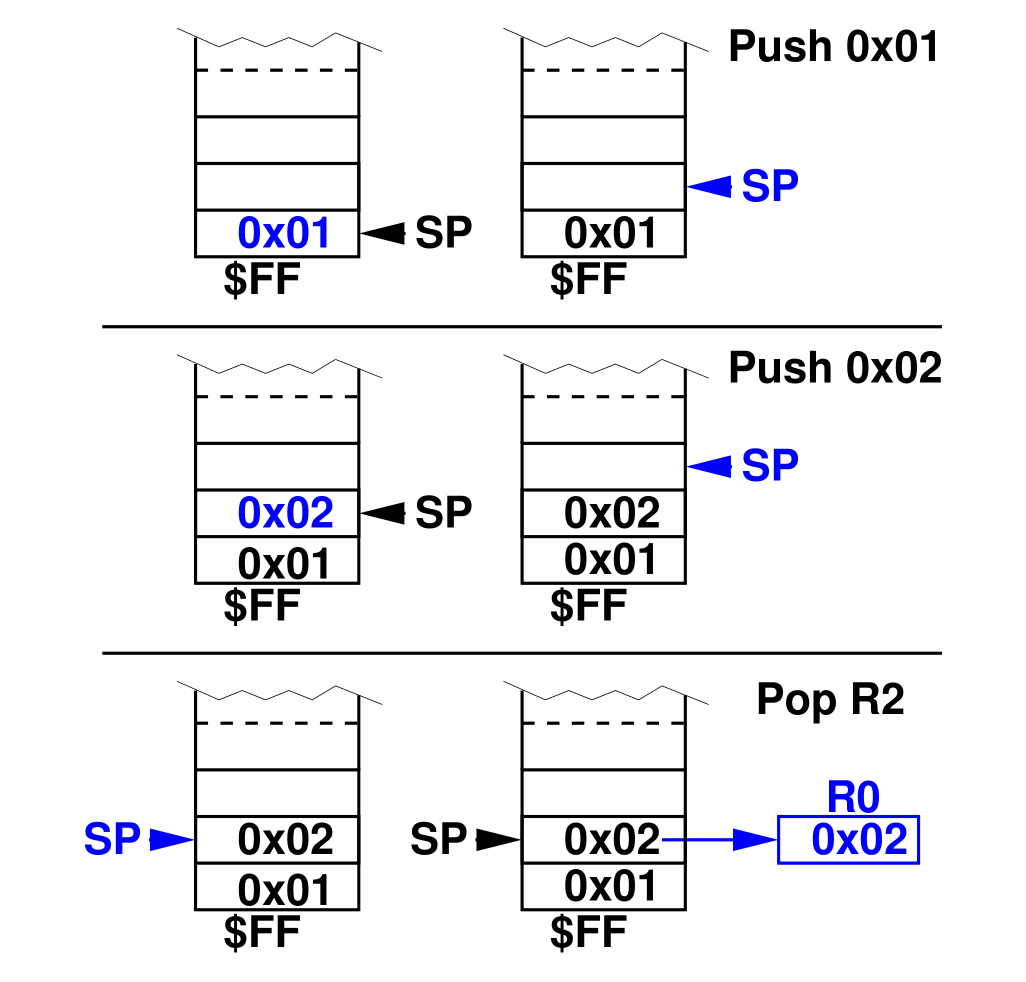 Push 0x01
SP
0x01 SP 0x01
$FF $FF
Push 0x02
SP
0x02 SP 0x02
0x01 0x01
$FF $FF
Pop R2
R0
SP 0x02 SP 0x02 0x02
0x01 0x01
$FF $FF